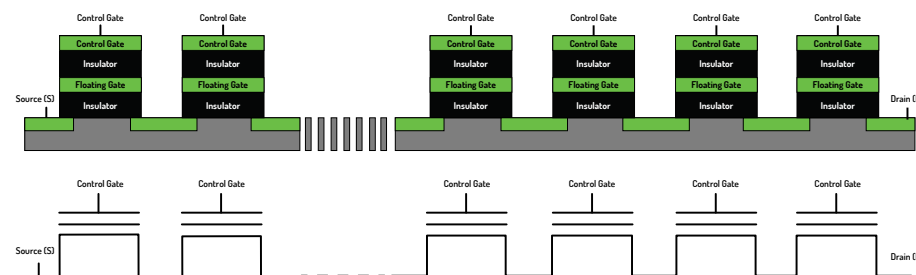 Control Gate Control Gate Control Gate Control Gate Control Gate Control Gate
Control Gate Control Gate Control Gate Control Gate Control Gate Control Gate
Insulator Insulator Insulator Insulator Insulator Insulator
Floating Gate Floating Gate Floating Gate Floating Gate Floating Gate Floating Gate
Source (S) Insulator Insulator Insulator Insulator Insulator Insulator Drain (
Control Gate Control Gate Control Gate Control Gate Control Gate Control Gate
Source (S) Drain (